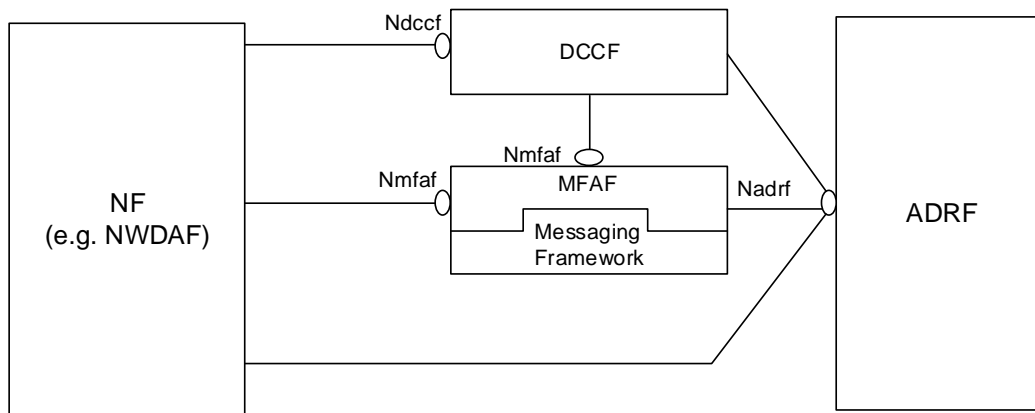 Ndccf
DCCF
Nmfaf
Nmfaf
MFAF
Nadrf
NF
(e.g. NWDAF)
Messaging
Framework
ADRF